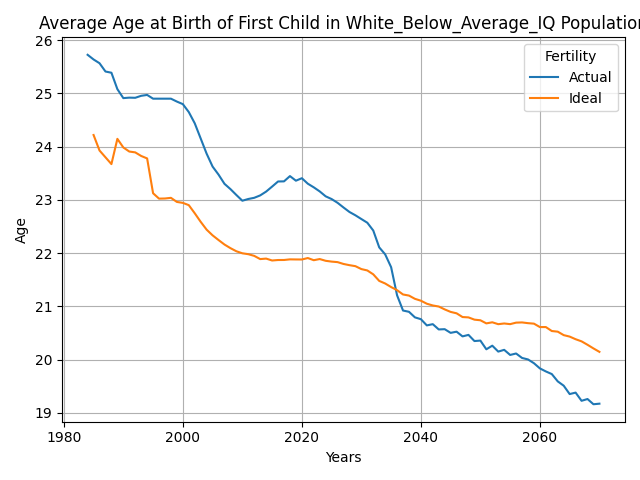 Average Age at Birth of First Child in White_Below_Average_IQ Population
26
25
24
23
22
21
20
19
Age
Fertility
Actual
Ideal
1980 2000 2020 2040 2060
Years